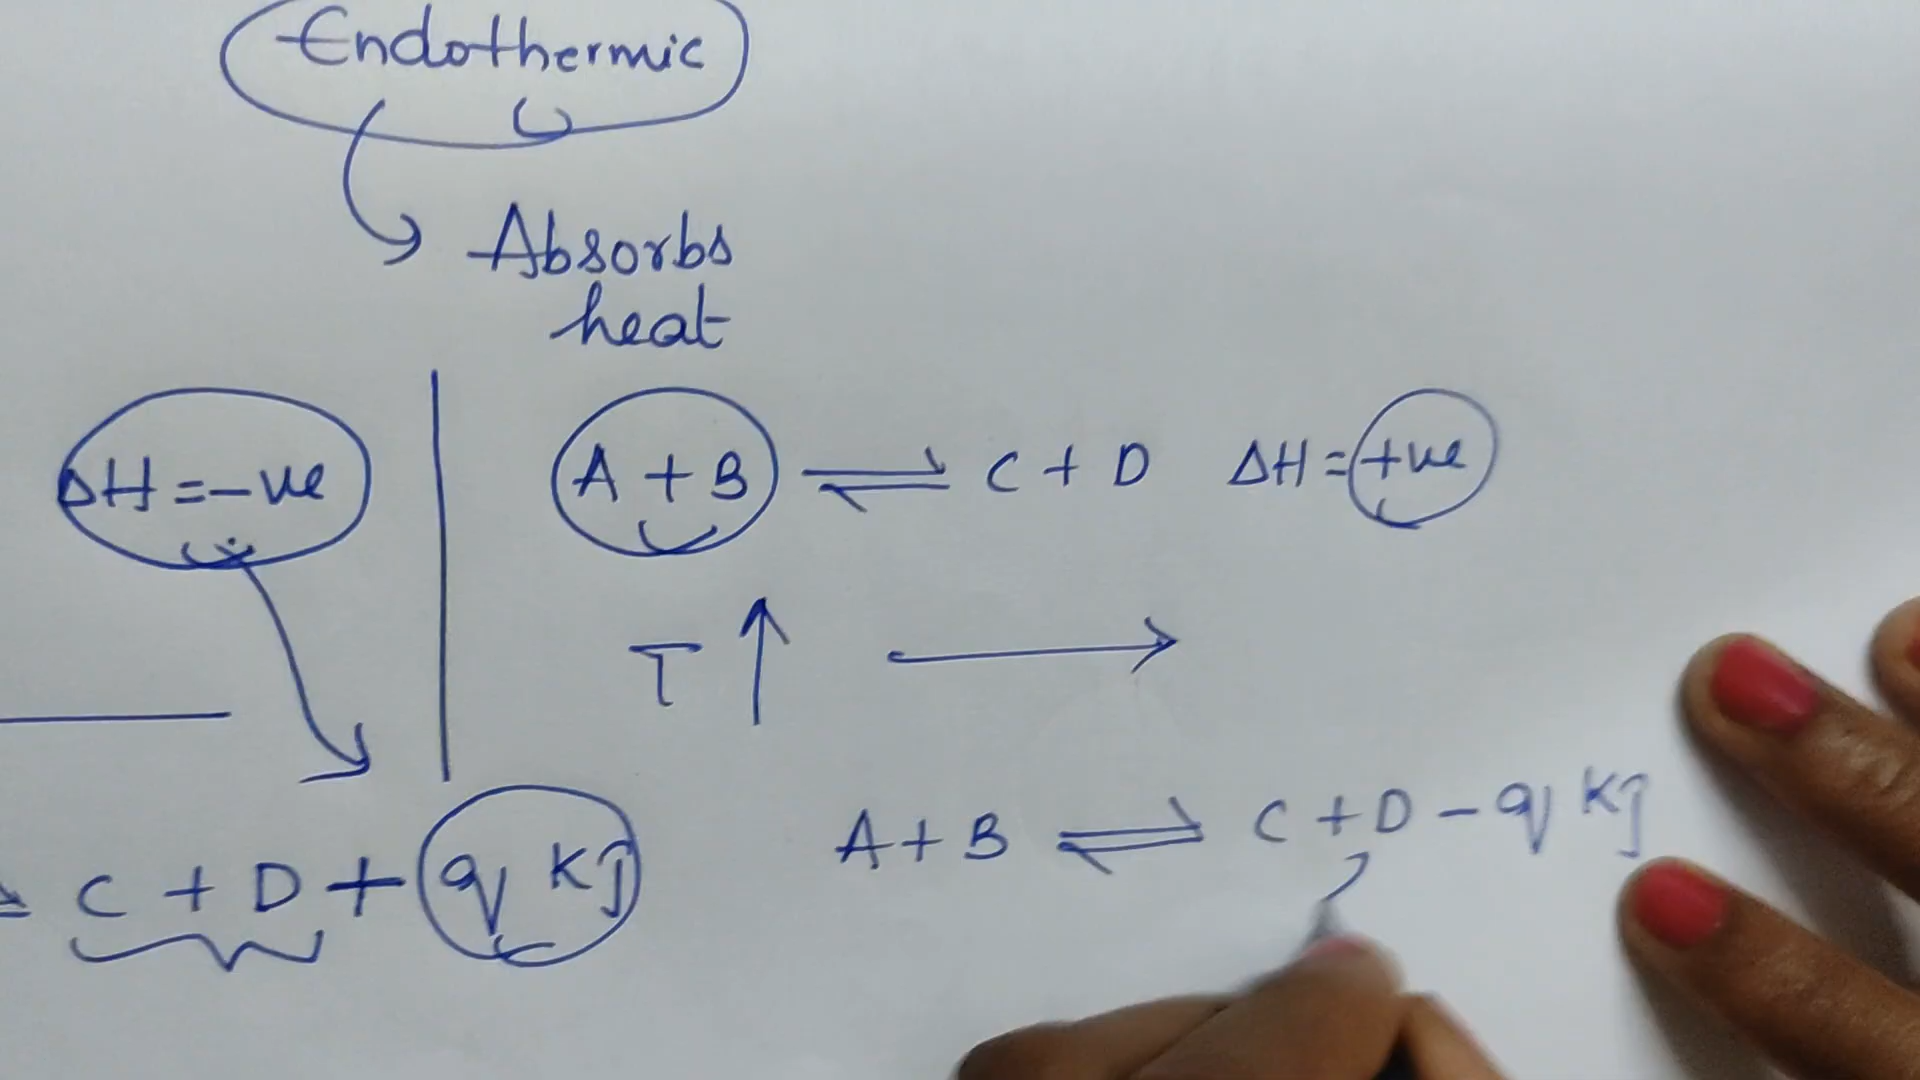 Endothermic
Absorbs
heat
ΔH = -ve
A + B ⇌ C + D ΔH = +ve
T ↑ →
A + B ⇌ C + D - q KJ
C + D + q KJ